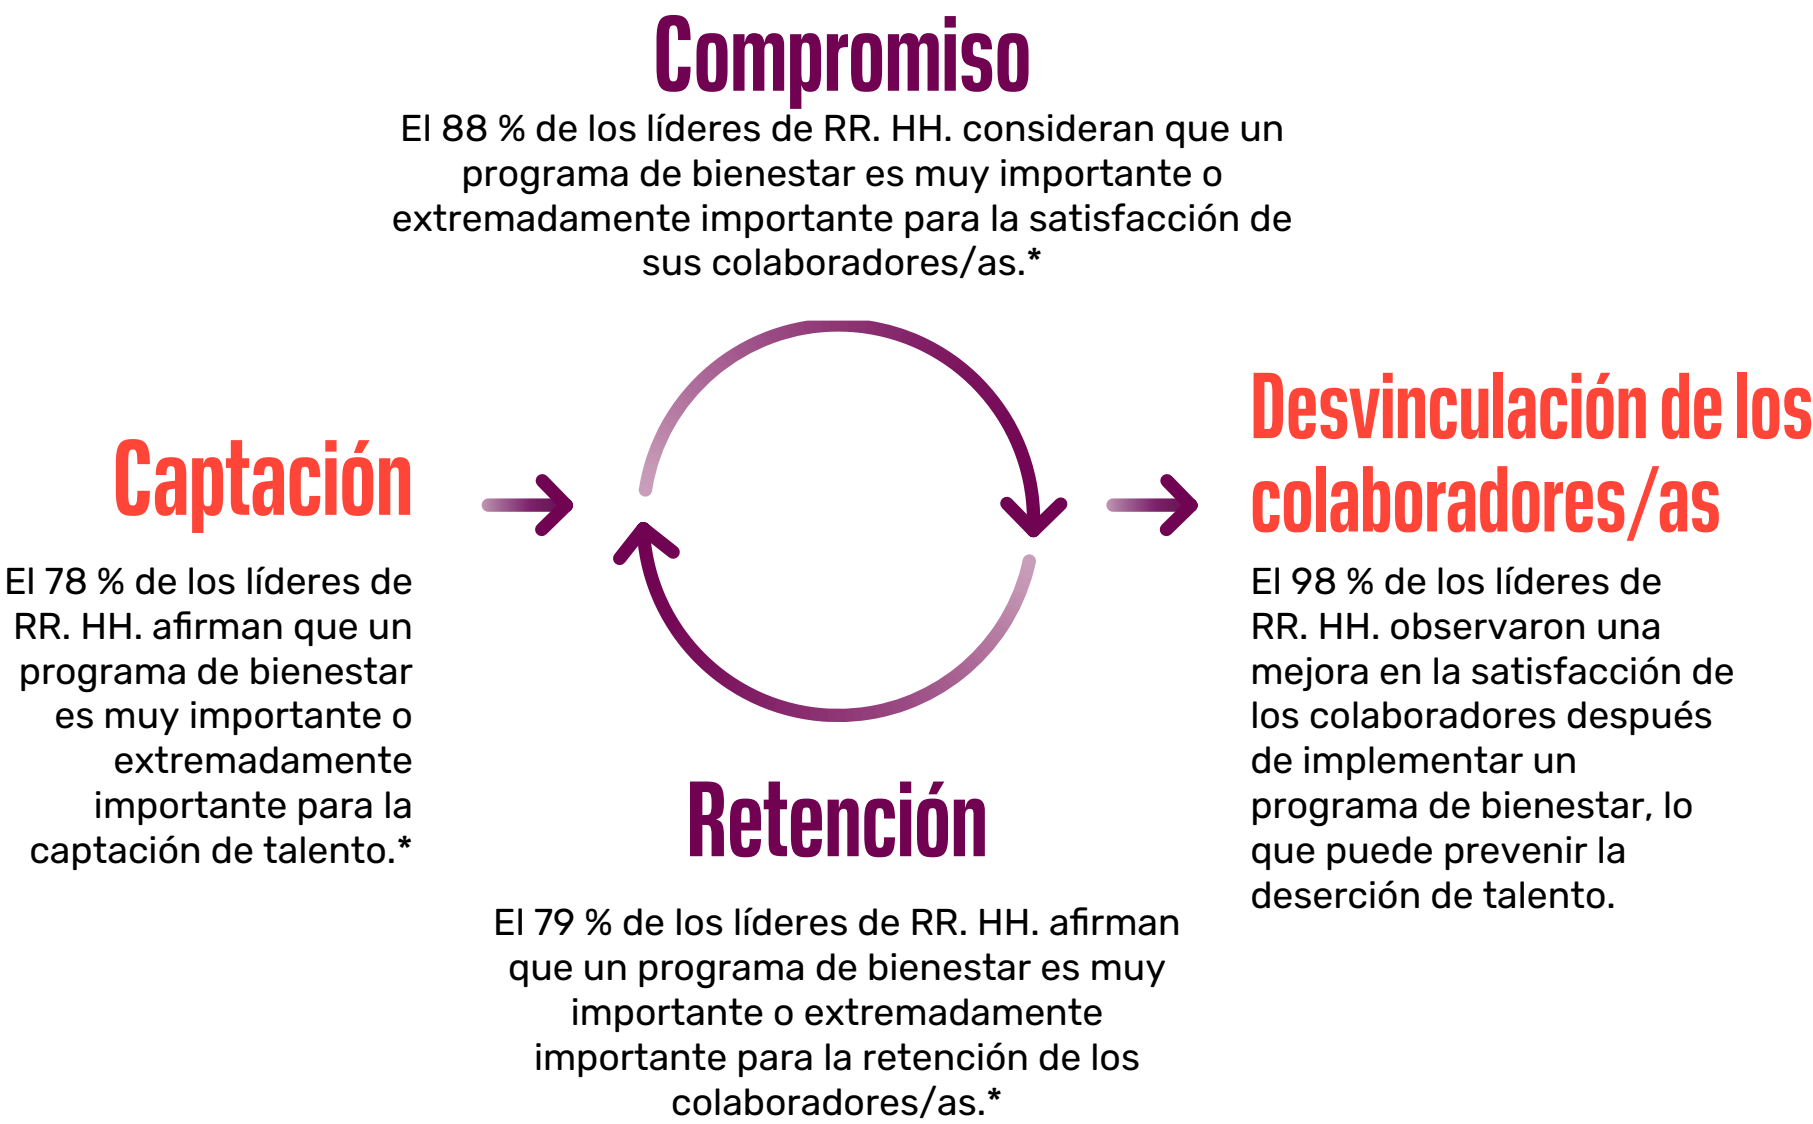 Compromiso
El 88 % de los líderes de RR. HH. consideran que un
programa de bienestar es muy importante o
extremadamente importante para la satisfacción de
sus colaboradores/as.*
Captación
El 78 % de los líderes de
RR. HH. afirman que un
programa de bienestar
es muy importante o
extremadamente
importante para la
captación de talento.*
Retención
El 79 % de los líderes de RR. HH. afirman
que un programa de bienestar es muy
importante o extremadamente
importante para la retención de los
colaboradores/as.*
Desvinculación de los
colaboradores/as
El 98 % de los líderes de
RR. HH. observaron una
mejora en la satisfacción de
los colaboradores después
de implementar un
programa de bienestar, lo
que puede prevenir la
deserción de talento.